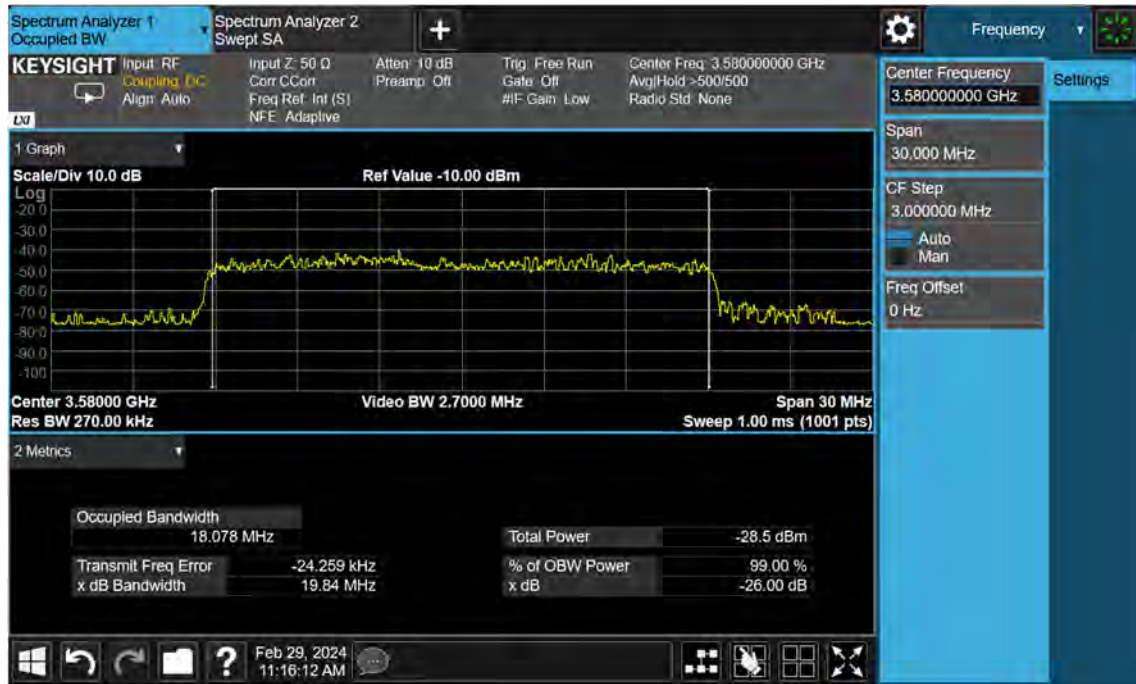 Spectrum Analyzer 1
Occupied BW
Spectrum Analyzer 2
Swept SA
+
Frequency
KEYSIGHT
Input: RF
Coupling: DC
Align: Auto
Input Z: 50 Ω
Corr CCorr
Freq Ref: Int (S)
NFE: Adaptive
Atten: 10 dB
Preamp: Off
Trig: Free Run
Gate: Off
#IF Gain: Low
Center Freq: 3.580000000 GHz
Avg|Hold:>500/500
Radio Std: None
LXI
Center Frequency
3.580000000 GHz
Settings
Span
30.000 MHz
CF Step
3.000000 MHz
Auto
Man
Freq Offset
0 Hz
1 Graph
Scale/Div 10.0 dB
Ref Value -10.00 dBm
Log
-20.0
-30.0
-40.0
-50.0
-60.0
-70.0
-80.0
-90.0
-100
Center 3.58000 GHz
Video BW 2.7000 MHz
Span 30 MHz
Res BW 270.00 kHz
Sweep 1.00 ms (1001 pts)
2 Metrics
Occupied Bandwidth
18.078 MHz
Total Power
-28.5 dBm
Transmit Freq Error
-24.259 kHz
% of OBW Power
99.00 %
x dB Bandwidth
19.84 MHz
x dB
-26.00 dB
?
Feb 29, 2024
11:16:12 AM